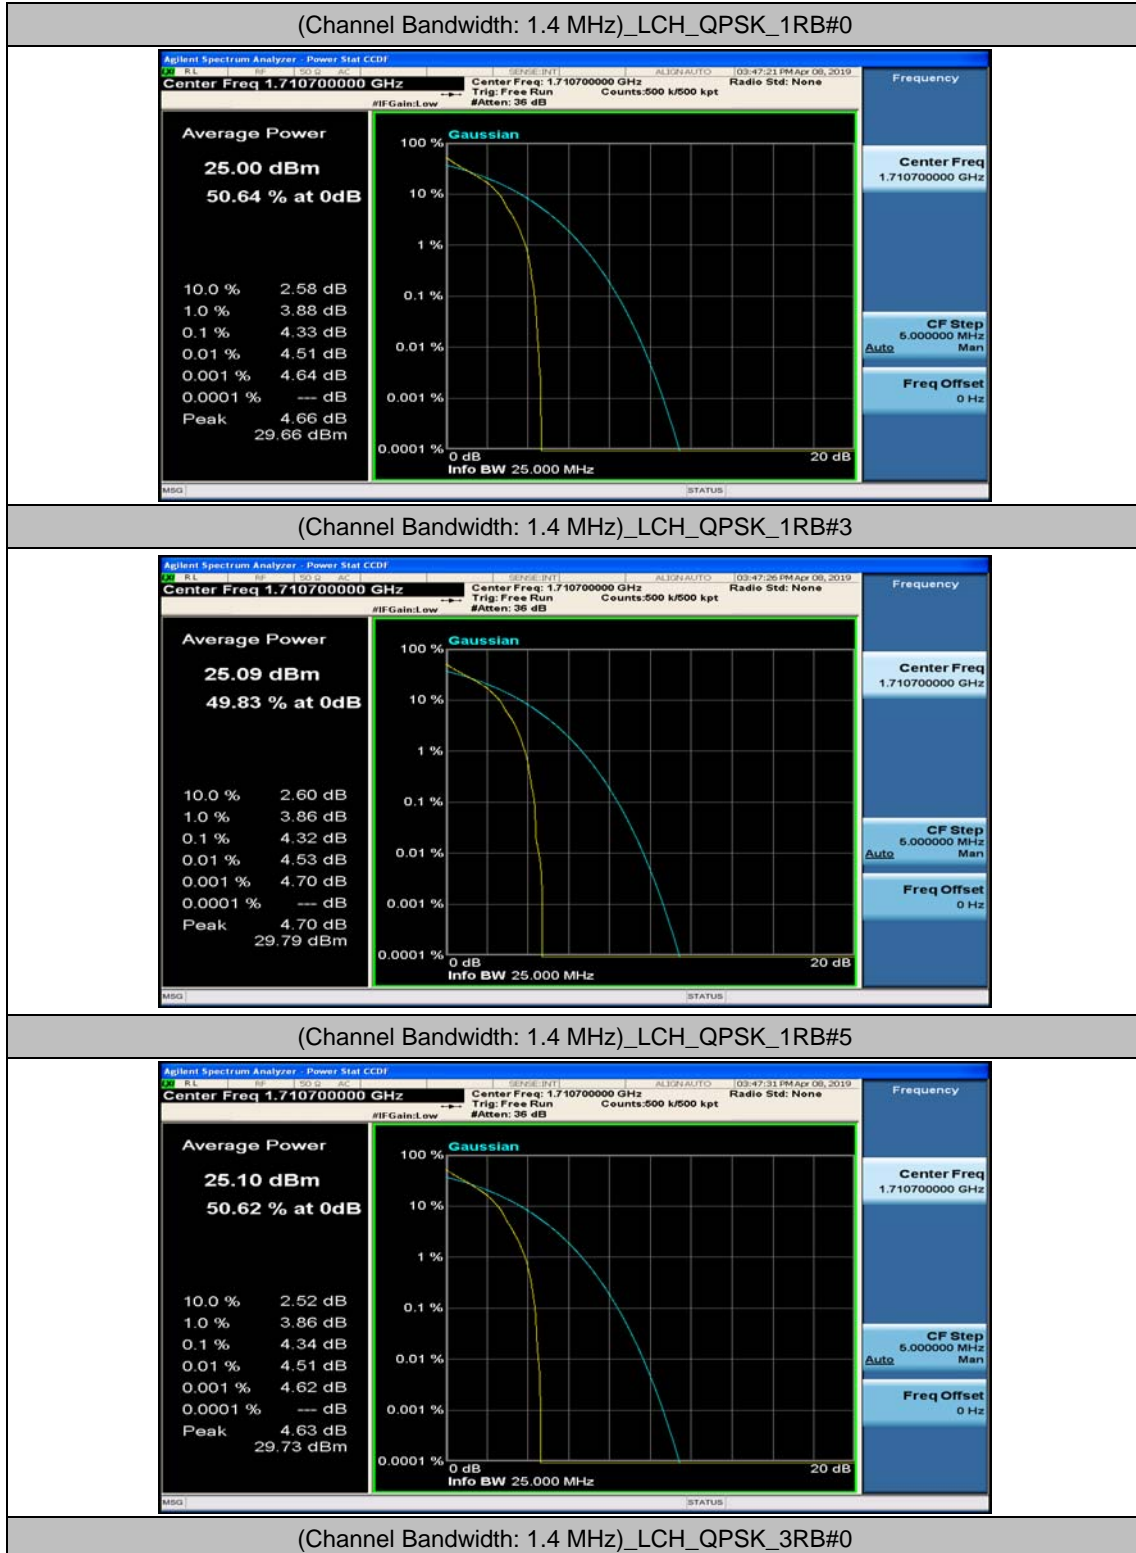 (Channel Bandwidth: 1.4 MHz)_LCH_QPSK_1RB#0
Agilent Spectrum Analyzer - Power Stat CCDF
LXI RL RF 50 Ω AC SENSE:INT ALIGN AUTO 03:47:21 PM Apr 08, 2019
Center Freq 1.710700000 GHz
Center Freq: 1.710700000 GHz Radio Std: None
Trig: Free Run Counts:500 k/500 kpt
#IFGain:Low #Atten: 36 dB
Frequency
Average Power
25.00 dBm
50.64 % at 0dB
10.0 % 2.58 dB
1.0 % 3.88 dB
0.1 % 4.33 dB
0.01 % 4.51 dB
0.001 % 4.64 dB
0.0001 % --- dB
Peak 4.66 dB
29.66 dBm
Gaussian
100 %
10 %
1 %
0.1 %
0.01 %
0.001 %
0.0001 %
0 dB 20 dB
Info BW 25.000 MHz
Center Freq
1.710700000 GHz
CF Step
5.000000 MHz
Auto Man
Freq Offset
0 Hz
MSG STATUS
(Channel Bandwidth: 1.4 MHz)_LCH_QPSK_1RB#3
Agilent Spectrum Analyzer - Power Stat CCDF
LXI RL RF 50 Ω AC SENSE:INT ALIGN AUTO 03:47:26 PM Apr 08, 2019
Center Freq 1.710700000 GHz
Center Freq: 1.710700000 GHz Radio Std: None
Trig: Free Run Counts:500 k/500 kpt
#IFGain:Low #Atten: 36 dB
Frequency
Average Power
25.09 dBm
49.83 % at 0dB
10.0 % 2.60 dB
1.0 % 3.86 dB
0.1 % 4.32 dB
0.01 % 4.53 dB
0.001 % 4.70 dB
0.0001 % --- dB
Peak 4.70 dB
29.79 dBm
Gaussian
100 %
10 %
1 %
0.1 %
0.01 %
0.001 %
0.0001 %
0 dB 20 dB
Info BW 25.000 MHz
Center Freq
1.710700000 GHz
CF Step
5.000000 MHz
Auto Man
Freq Offset
0 Hz
MSG STATUS
(Channel Bandwidth: 1.4 MHz)_LCH_QPSK_1RB#5
Agilent Spectrum Analyzer - Power Stat CCDF
LXI RL RF 50 Ω AC SENSE:INT ALIGN AUTO 03:47:31 PM Apr 08, 2019
Center Freq 1.710700000 GHz
Center Freq: 1.710700000 GHz Radio Std: None
Trig: Free Run Counts:500 k/500 kpt
#IFGain:Low #Atten: 36 dB
Frequency
Average Power
25.10 dBm
50.62 % at 0dB
10.0 % 2.52 dB
1.0 % 3.86 dB
0.1 % 4.34 dB
0.01 % 4.51 dB
0.001 % 4.62 dB
0.0001 % --- dB
Peak 4.63 dB
29.73 dBm
Gaussian
100 %
10 %
1 %
0.1 %
0.01 %
0.001 %
0.0001 %
0 dB 20 dB
Info BW 25.000 MHz
Center Freq
1.710700000 GHz
CF Step
5.000000 MHz
Auto Man
Freq Offset
0 Hz
MSG STATUS
(Channel Bandwidth: 1.4 MHz)_LCH_QPSK_3RB#0